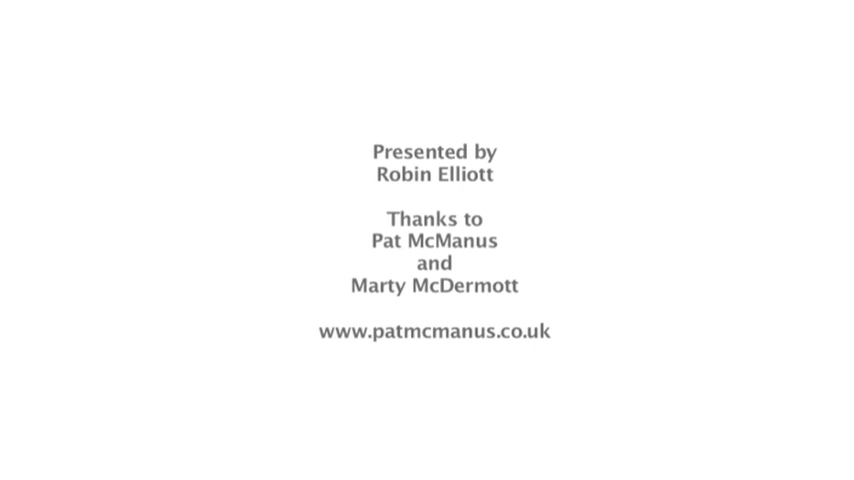 Presented by
Robin Elliott
Thanks to
Pat McManus
and
Marty McDermott
www.patmcmanus.co.uk